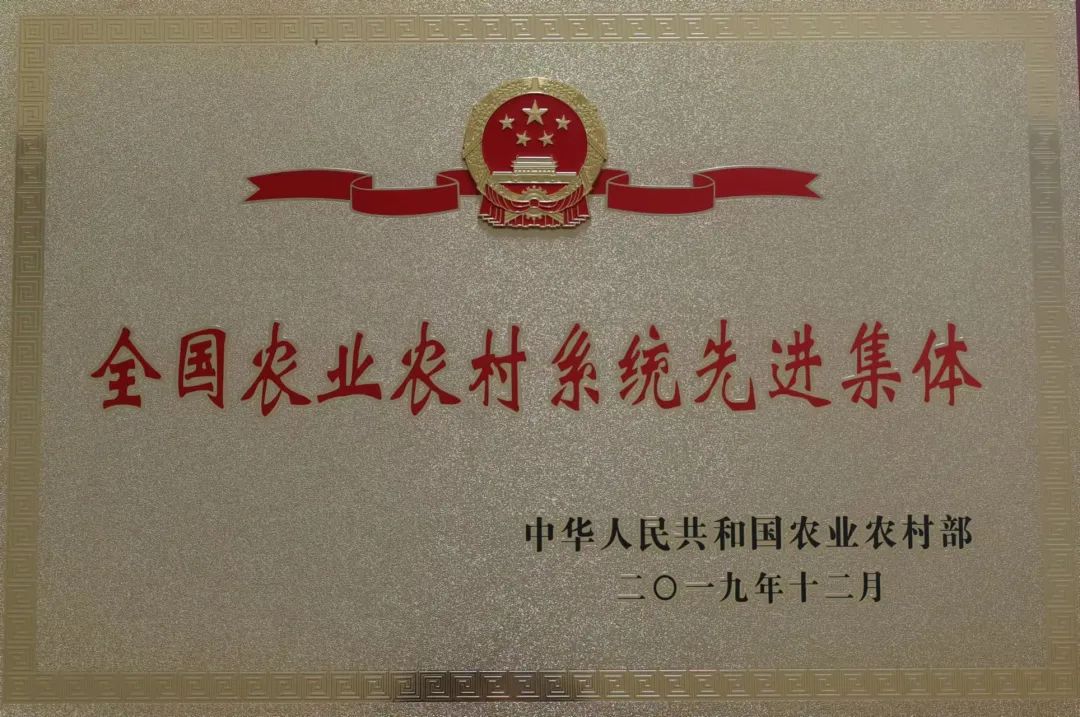 全国农业农村系统先进集体
中华人民共和国农业农村部
二〇一九年十二月